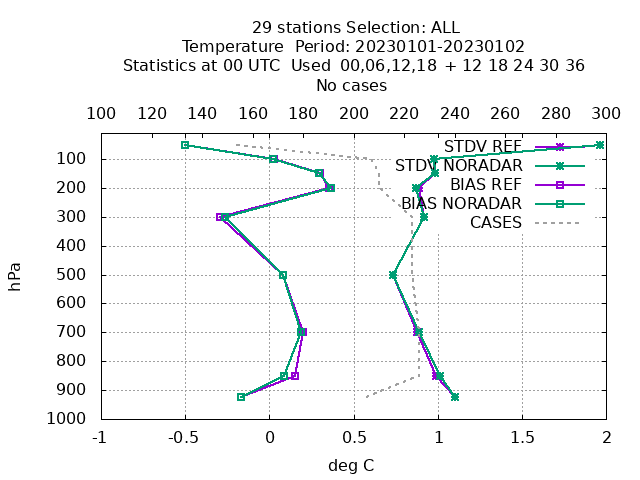 29 stations Selection: ALL
Temperature  Period: 20230101-20230102
Statistics at 00 UTC  Used  00,06,12,18  + 12 18 24 30 36
No cases
100 120 140 160 180 200 220 240 260 280 300
STDV REF
STDV NORADAR
BIAS REF
BIAS NORADAR
CASES
hPa
100
200
300
400
500
600
700
800
900
1000
-1 -0.5 0 0.5 1 1.5 2
deg C